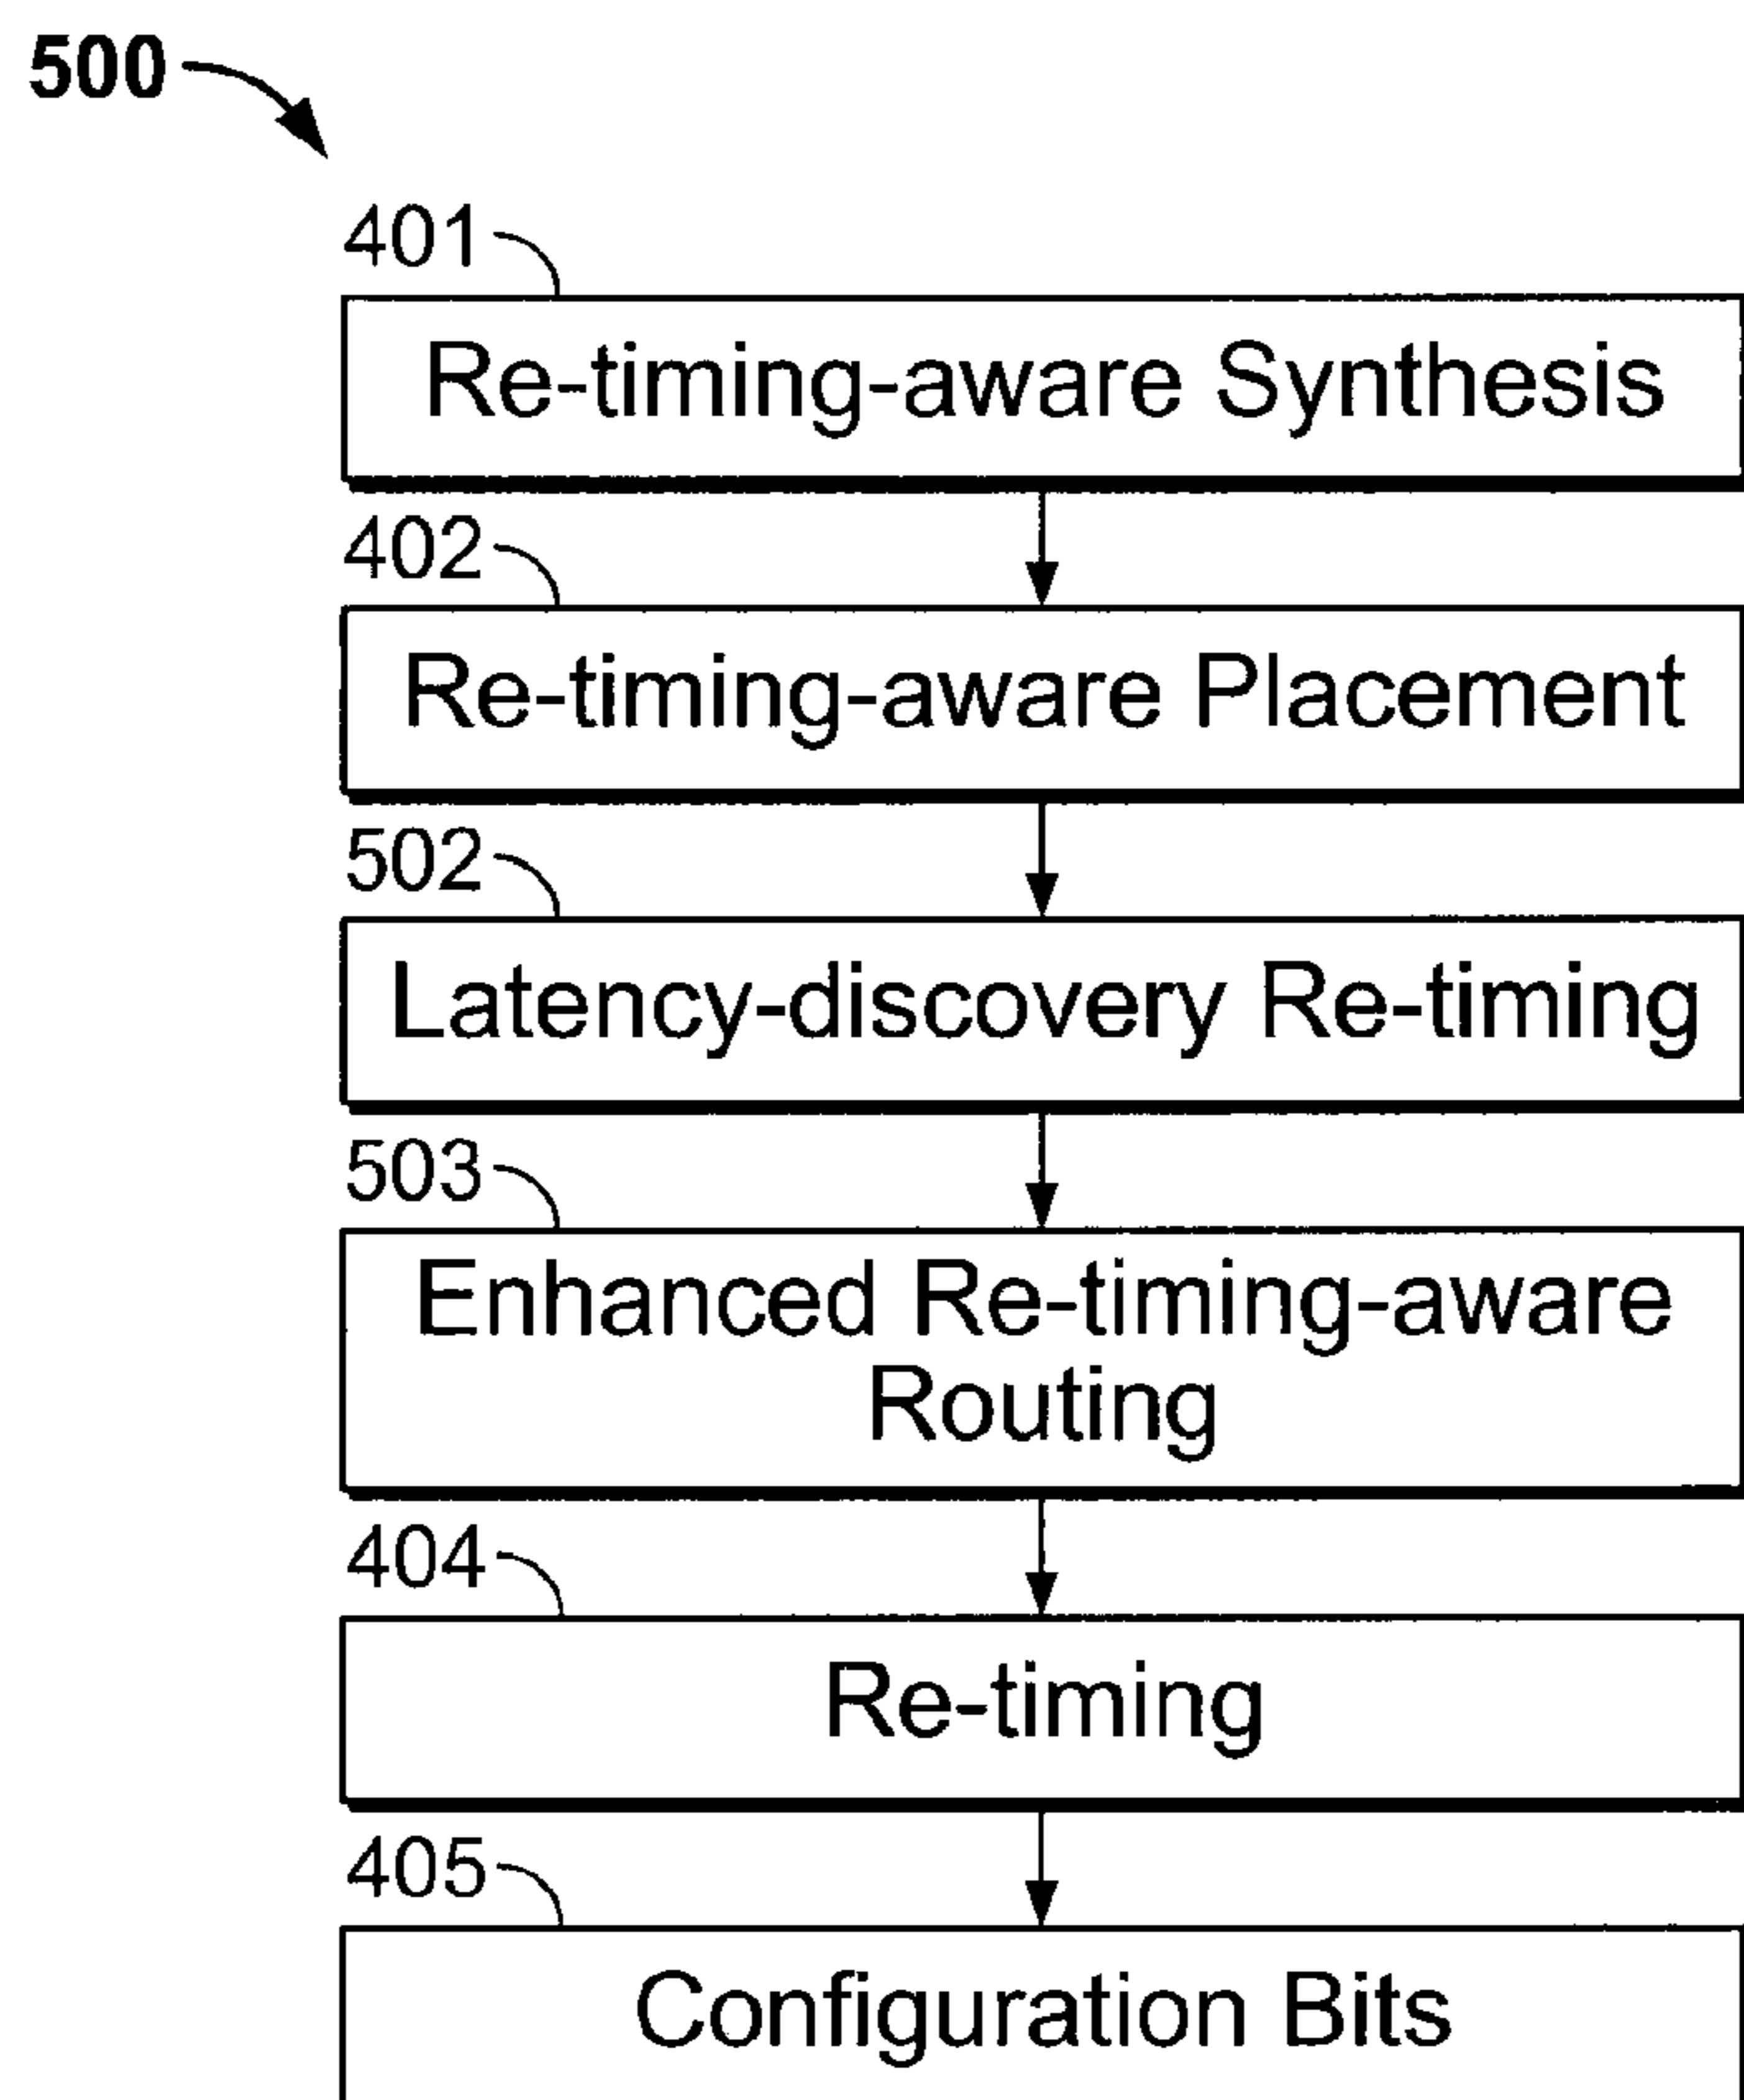 500
401
Re-timing-aware Synthesis
402
Re-timing-aware Placement
502
Latency-discovery Re-timing
503
Enhanced Re-timing-aware
Routing
404
Re-timing
405
Configuration Bits